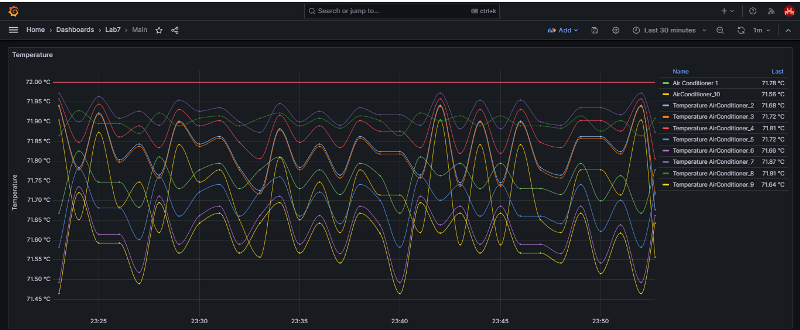 Search or jump to... ctrl+k
Home › Dashboards › Lab7 › Main
Add
Last 30 minutes
1m
Temperature
Name Last
Air Conditioner 1 71.78 °C
AirConditioner_10 71.56 °C
Temperature AirConditioner_2 71.68 °C
Temperature AirConditioner_3 71.72 °C
Temperature AirConditioner_4 71.81 °C
Temperature AirConditioner_5 71.72 °C
Temperature AirConditioner_6 71.66 °C
Temperature AirConditioner_7 71.87 °C
Temperature AirConditioner_8 71.91 °C
Temperature AirConditioner_9 71.64 °C
Temperature
72.00 °C
71.95 °C
71.90 °C
71.85 °C
71.80 °C
71.75 °C
71.70 °C
71.65 °C
71.60 °C
71.55 °C
71.50 °C
71.45 °C
23:25 23:30 23:35 23:40 23:45 23:50